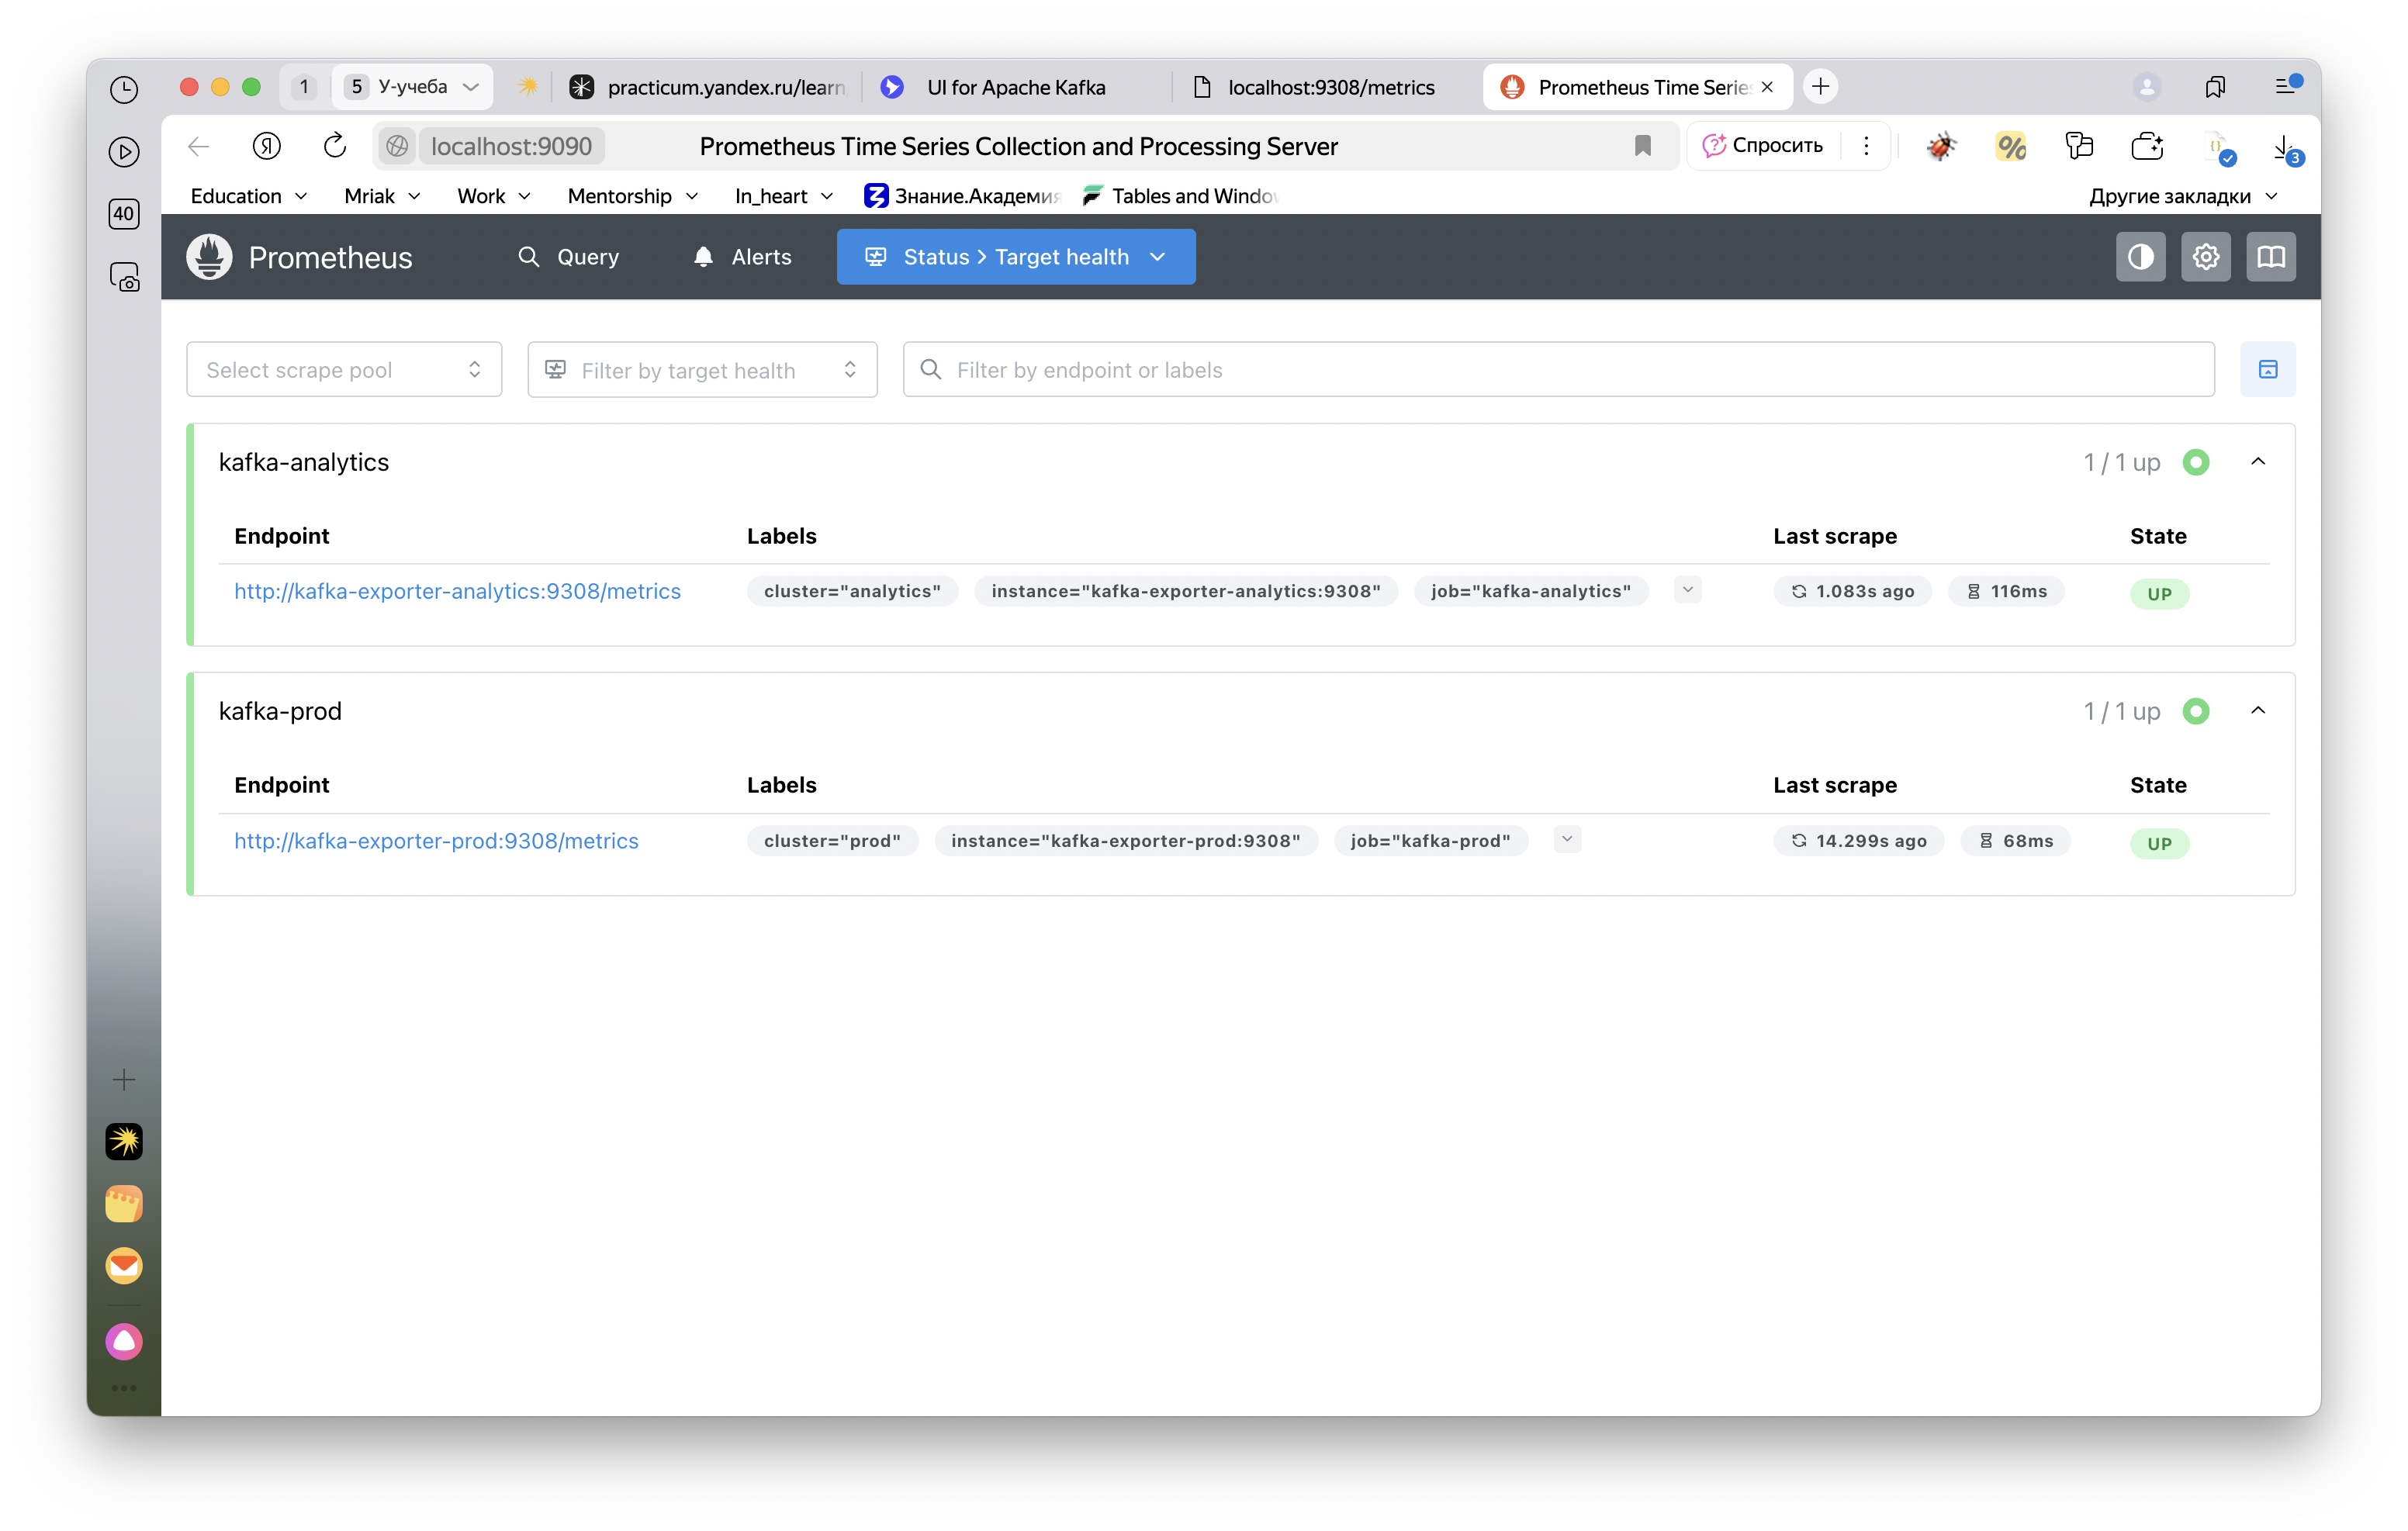 1
5 У-учеба
practicum.yandex.ru/learn
UI for Apache Kafka
localhost:9308/metrics
Prometheus Time Serie
40
Я
localhost:9090
Prometheus Time Series Collection and Processing Server
Спросить
3
Education
Mriak
Work
Mentorship
In_heart
Знание.Академия
Tables and Window
Другие закладки
Prometheus
Query
Alerts
Status > Target health
Select scrape pool
Filter by target health
Filter by endpoint or labels
kafka-analytics
1 / 1 up
Endpoint Labels Last scrape State
http://kafka-exporter-analytics:9308/metrics cluster="analytics" instance="kafka-exporter-analytics:9308" job="kafka-analytics" 1.083s ago 116ms UP
kafka-prod
1 / 1 up
Endpoint Labels Last scrape State
http://kafka-exporter-prod:9308/metrics cluster="prod" instance="kafka-exporter-prod:9308" job="kafka-prod" 14.299s ago 68ms UP